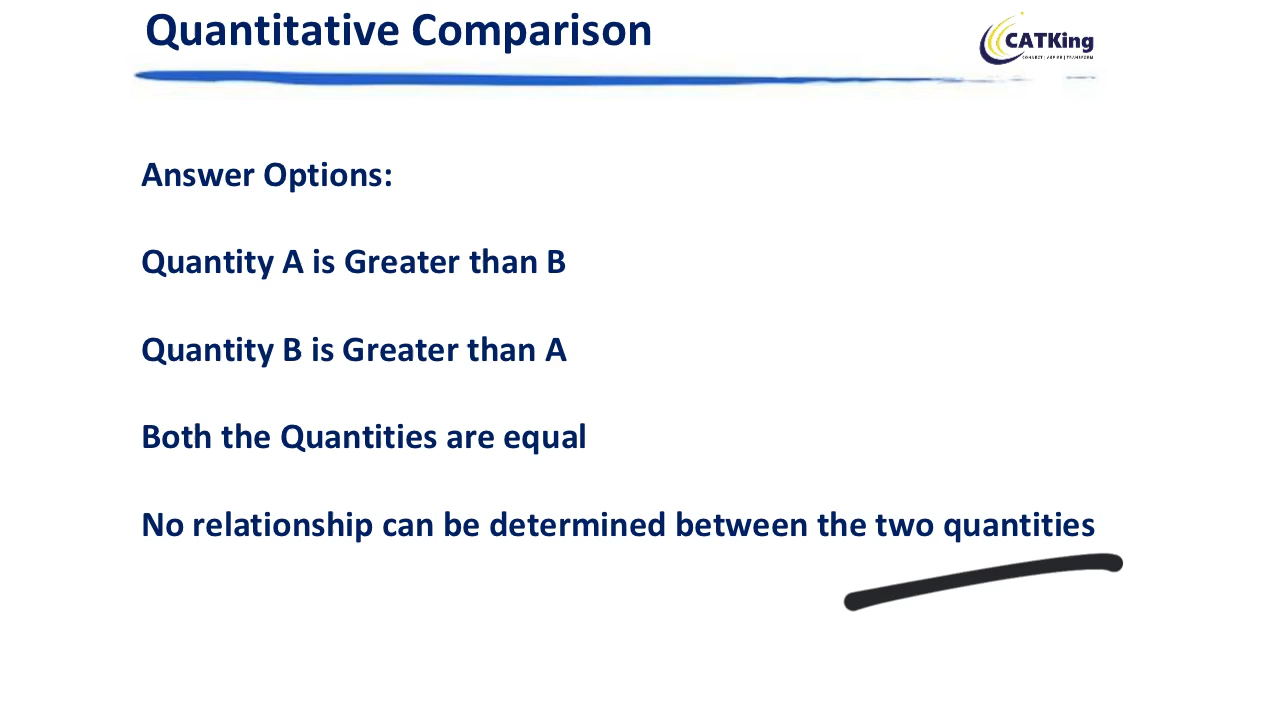 Quantitative Comparison
CATKing
Answer Options:
Quantity A is Greater than B
Quantity B is Greater than A
Both the Quantities are equal
No relationship can be determined between the two quantities